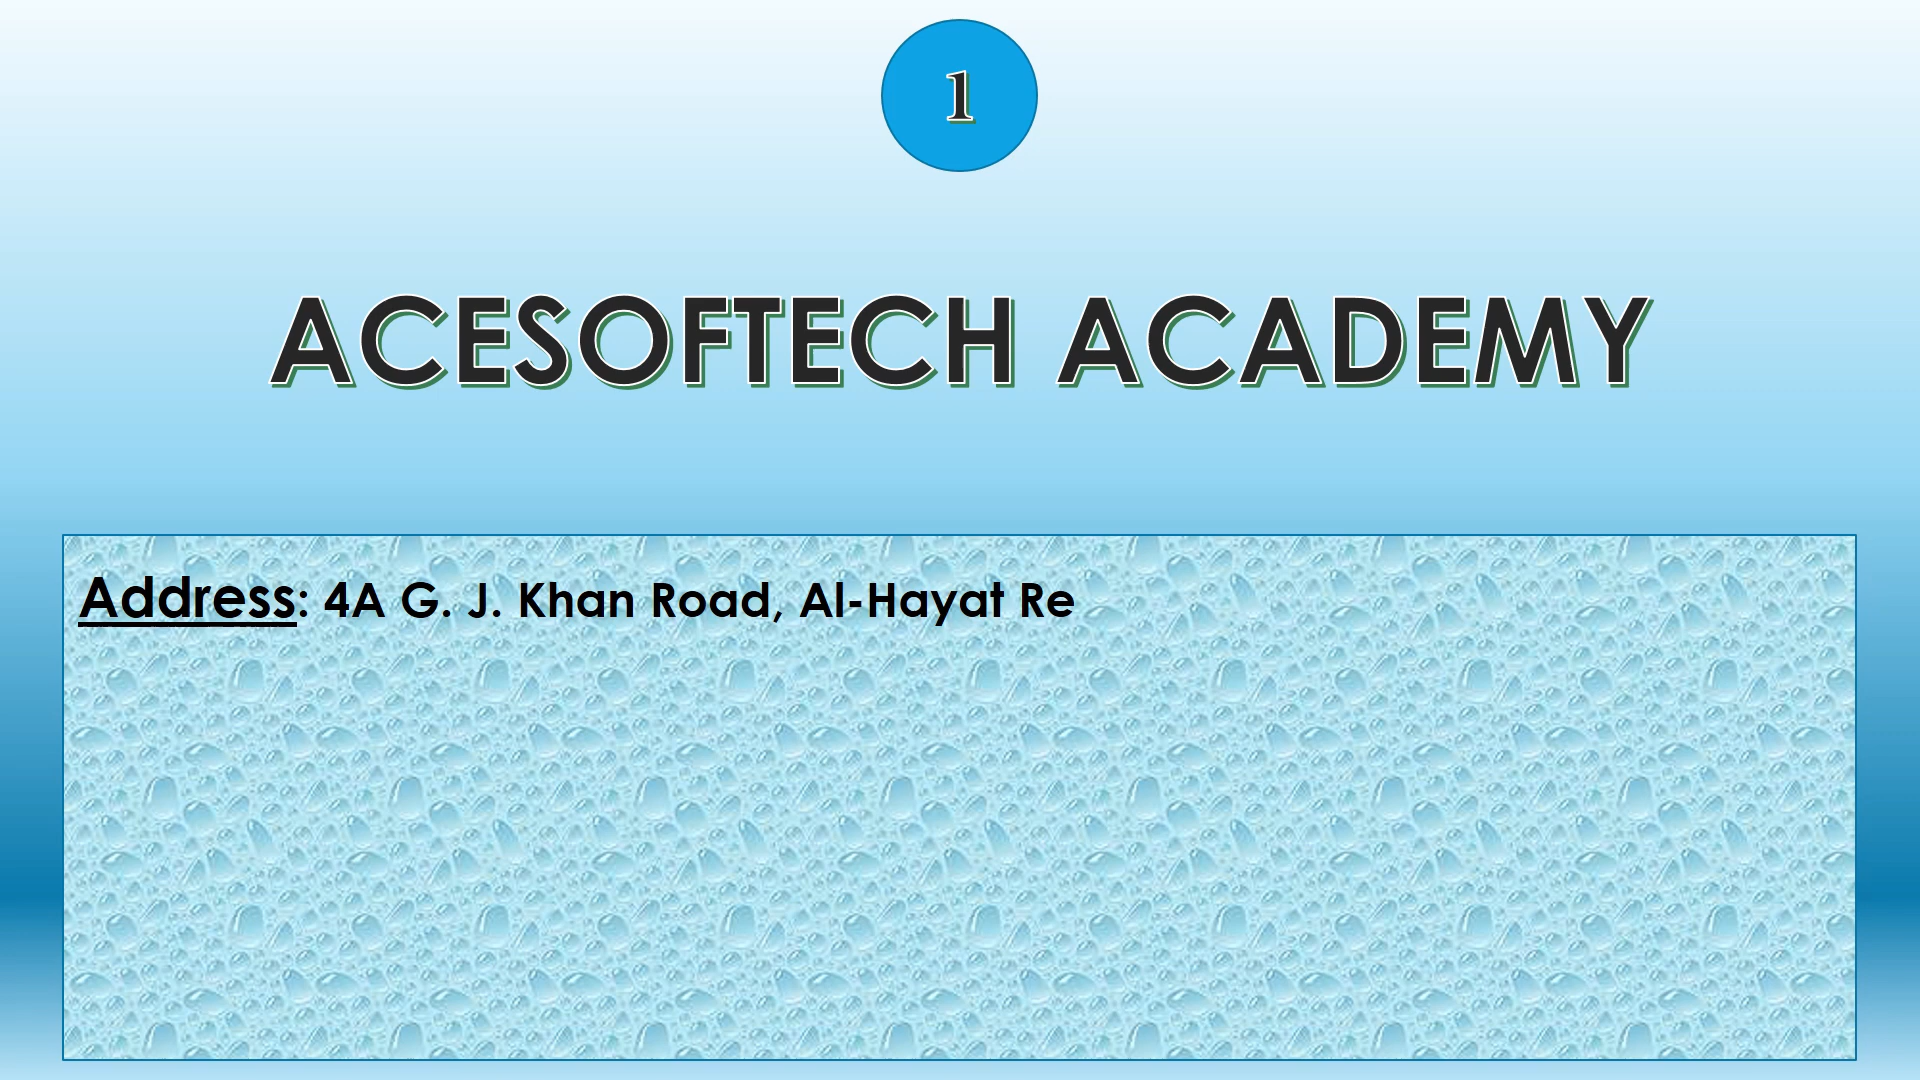 1
ACESOFTECH ACADEMY
Address: 4A G. J. Khan Road, Al-Hayat Re